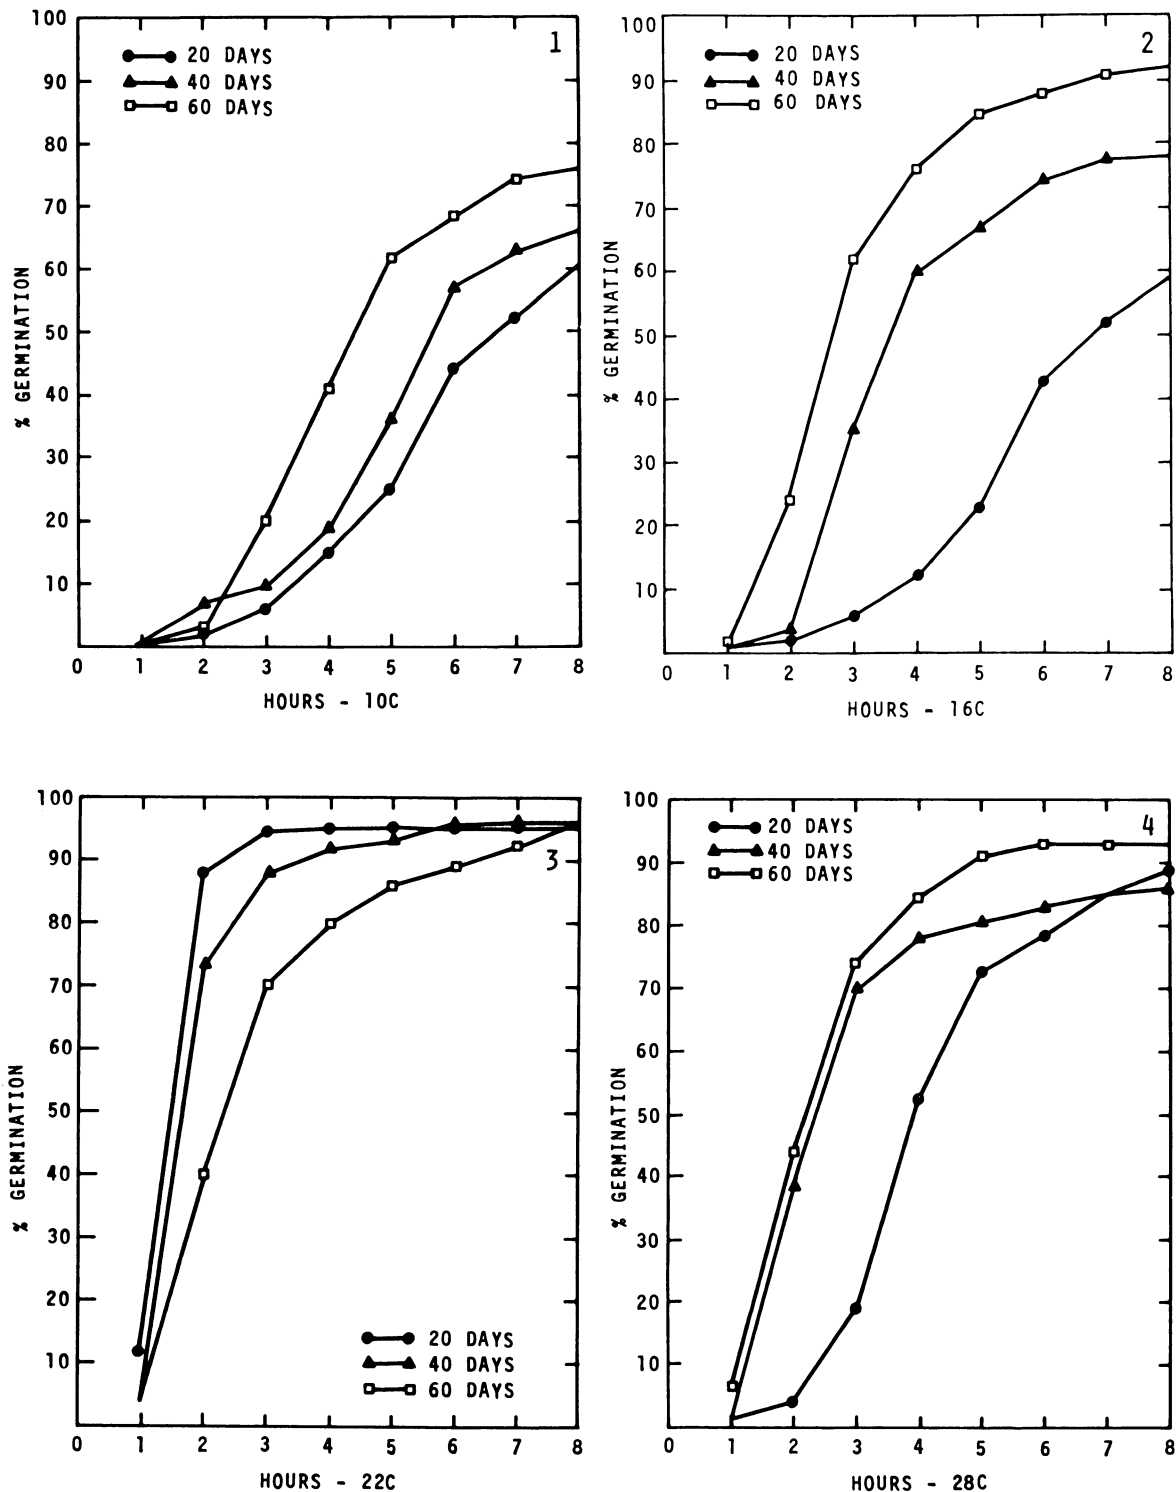 1
20 DAYS
40 DAYS
60 DAYS
100
90
80
70
60
50
40
30
20
10
% GERMINATION
0 1 2 3 4 5 6 7 8
HOURS - 10C
2
20 DAYS
40 DAYS
60 DAYS
100
90
80
70
60
50
40
30
20
10
% GERMINATION
0 1 2 3 4 5 6 7 8
HOURS - 16C
3
100
90
80
70
60
50
40
30
20
10
% GERMINATION
20 DAYS
40 DAYS
60 DAYS
0 1 2 3 4 5 6 7 8
HOURS - 22C
4
20 DAYS
40 DAYS
60 DAYS
100
90
80
70
60
50
40
30
20
10
% GERMINATION
0 1 2 3 4 5 6 7 8
HOURS - 28C